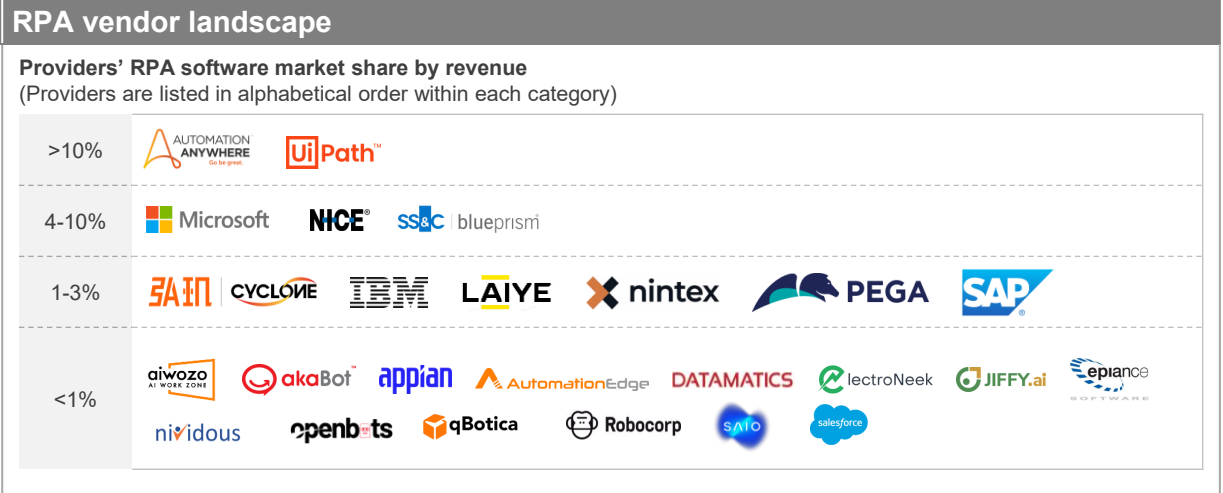 RPA vendor landscape
Providers' RPA software market share by revenue
(Providers are listed in alphabetical order within each category)
>10%
AUTOMATION ANYWHERE
Go be great.
UiPath™
4-10%
Microsoft
NICE®
SS&C | blueprism®
1-3%
CYCLONE
IBM
LAIYE
nintex
PEGA
SAP®
<1%
aiwozo
AI WORK ZONE
akaBot™
appian
AutomationEdge
DATAMATICS
lectroNeek
JIFFY.ai
epiance
SOFTWARE
nividous
openbots
qBotica
Robocorp
SAIO
salesforce